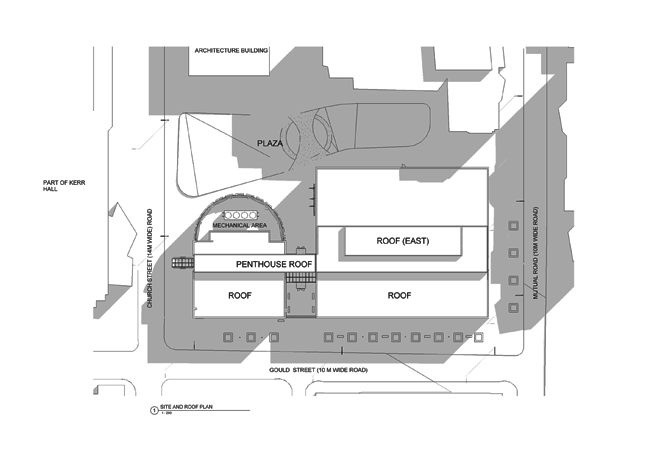 ARCHITECTURE BUILDING
PLAZA
PART OF KERR
HALL
CHURCH STREET (14M WIDE) ROAD)
MECHANICAL AREA
ROOF (EAST)
MUTUAL ROAD (10M WIDE ROAD)
PENTHOUSE ROOF
ROOF
ROOF
GOULD STREET (10 M WIDE ROAD)
1
SITE AND ROOF PLAN